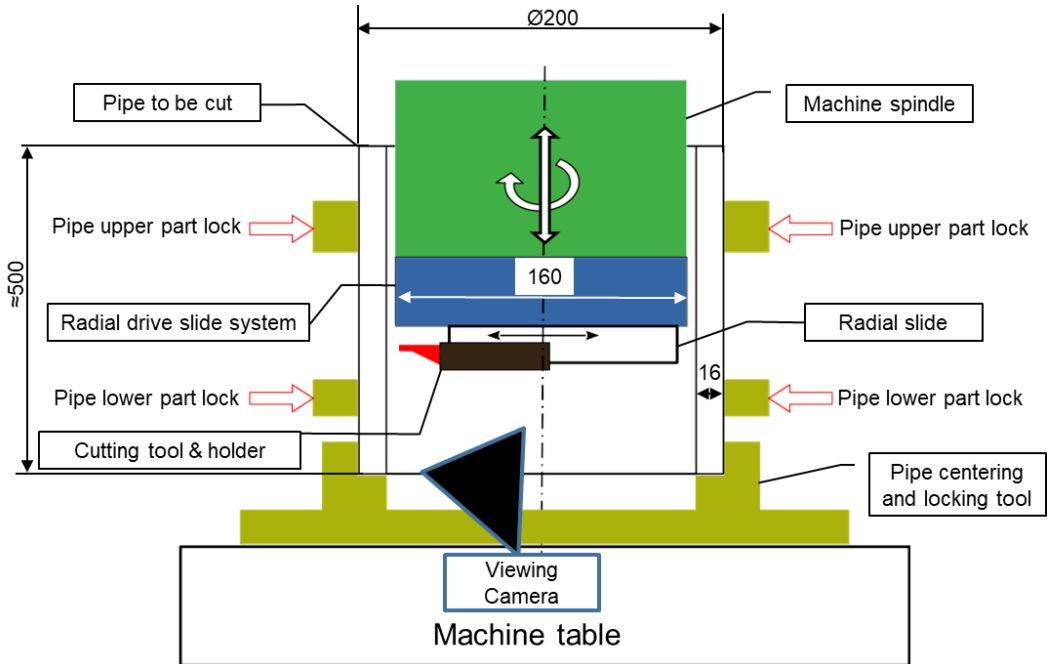 Ø200
Pipe to be cut
Machine spindle
Pipe upper part lock
Pipe upper part lock
≈500
160
Radial drive slide system
Radial slide
16
Pipe lower part lock
Pipe lower part lock
Cutting tool & holder
Pipe centering
and locking tool
Viewing
Camera
Machine table